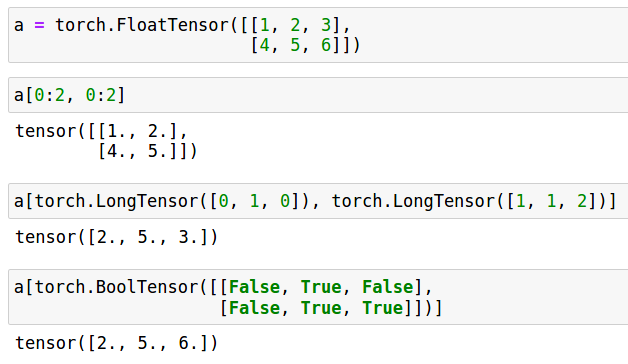 a = torch.FloatTensor([[1, 2, 3],
                       [4, 5, 6]])
a[0:2, 0:2]
tensor([[1., 2.],
        [4., 5.]])
a[torch.LongTensor([0, 1, 0]), torch.LongTensor([1, 1, 2])]
tensor([2., 5., 3.])
a[torch.BoolTensor([[False, True, False],
                    [False, True, True]])]
tensor([2., 5., 6.])